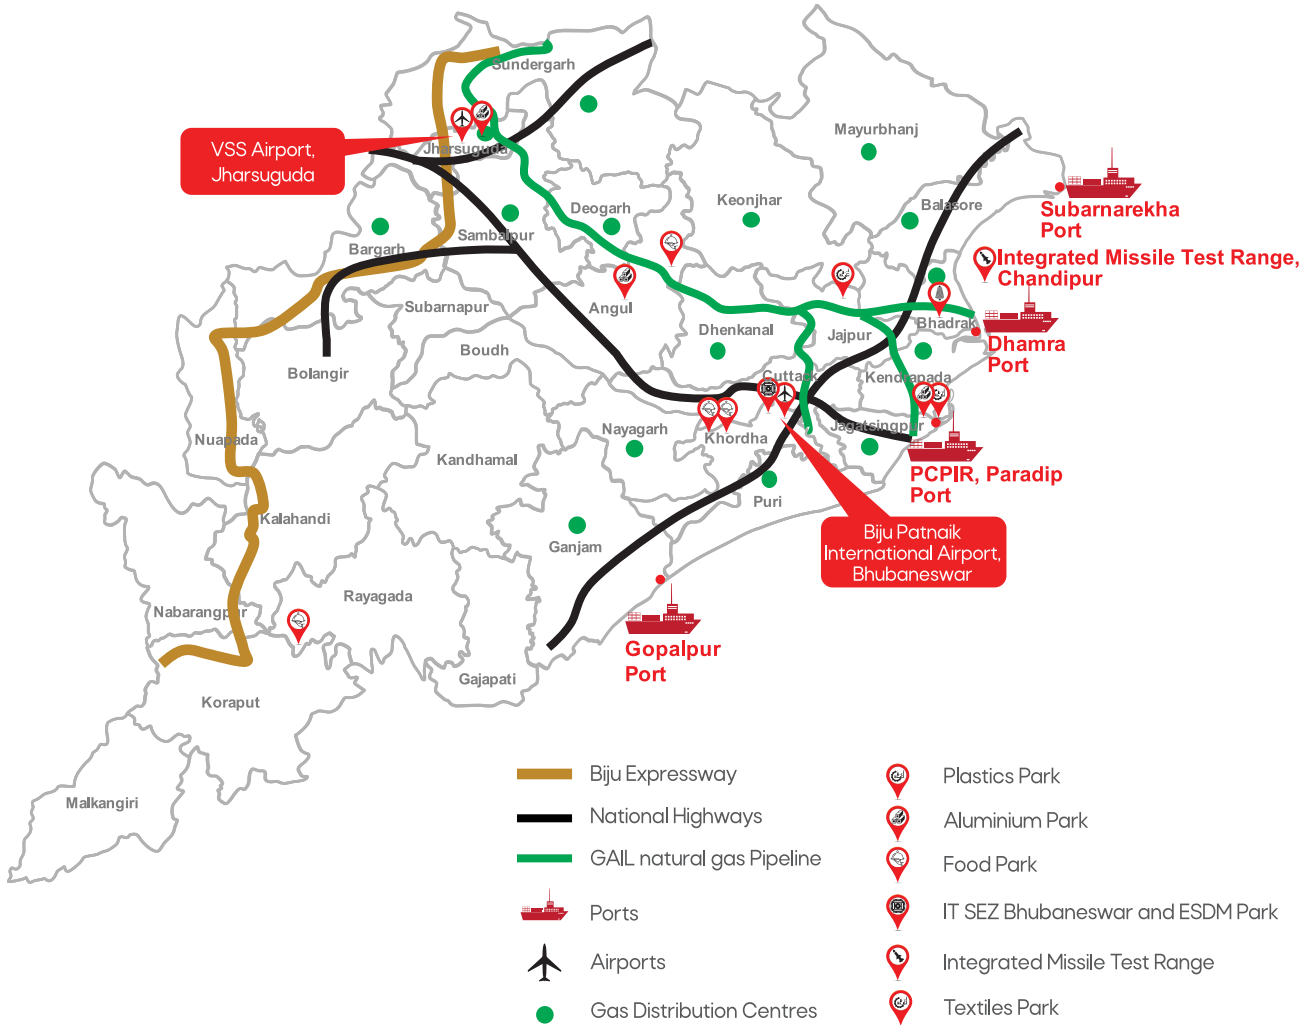 Sundergarh
Mayurbhanj
VSS Airport,
Jharsuguda
Jharsuguda
Keonjhar
Balasore
Deogarh
Subarnarekha
Port
Sambalpur
Bargarh
Integrated Missile Test Range,
Chandipur
Subarnapur
Angul
Bhadrak
Dhenkanal
Jajpur
Dhamra
Port
Boudh
Bolangir
Cuttack
Kendrapada
Nuapada
Nayagarh
Khordha
Jagatsingpur
Kandhamal
PCPIR, Paradip
Port
Puri
Kalahandi
Ganjam
Biju Patnaik
International Airport,
Bhubaneswar
Rayagada
Nabarangpur
Gopalpur
Port
Gajapati
Koraput
Malkangiri
Biju Expressway
National Highways
GAIL natural gas Pipeline
Ports
Airports
Gas Distribution Centres
Plastics Park
Aluminium Park
Food Park
IT SEZ Bhubaneswar and ESDM Park
Integrated Missile Test Range
Textiles Park